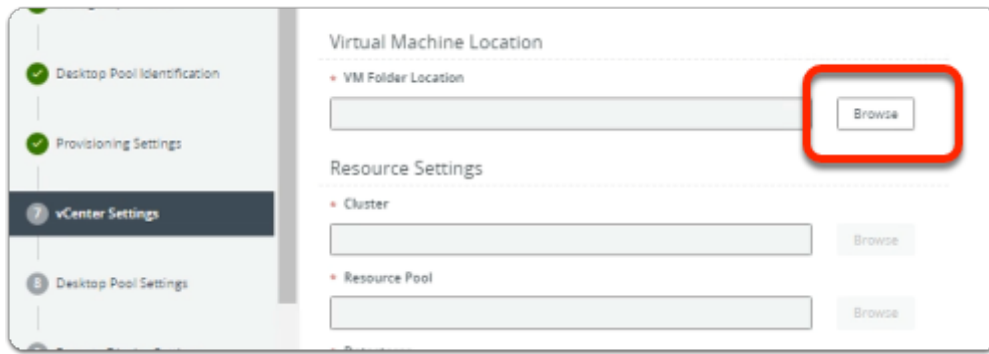 Desktop Pool Identification
Provisioning Settings
7 vCenter Settings
8 Desktop Pool Settings
Virtual Machine Location
* VM Folder Location
Browse
Resource Settings
* Cluster
Browse
* Resource Pool
Browse